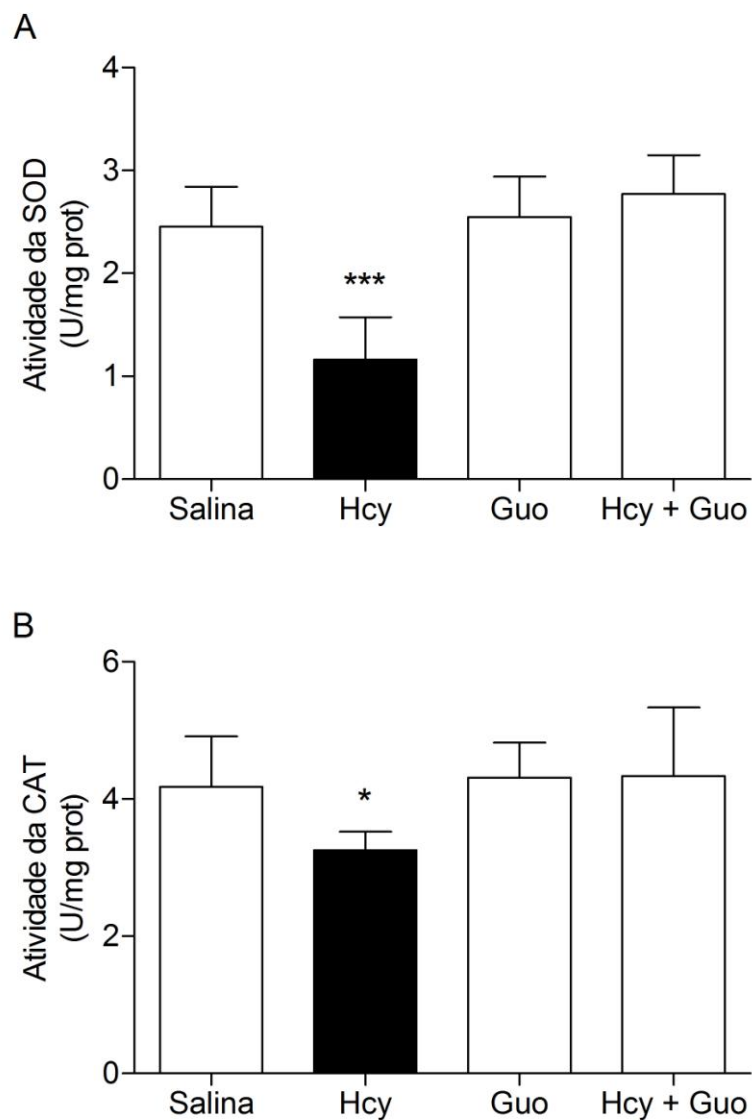 A
Atividade da SOD
(U/mg prot)
4
3
2
1
0
***
Salina Hcy Guo Hcy + Guo
B
Atividade da CAT
(U/mg prot)
6
4
2
0
*
Salina Hcy Guo Hcy + Guo